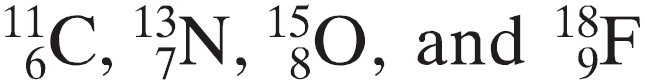 ¹¹₆C, ¹³₇N, ¹⁵₈O, and ¹⁸₉F